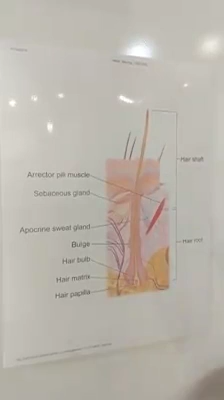 Hair shaft
Arrector pili muscle
Sebaceous gland
Apocrine sweat gland
Bulge
Hair root
Hair bulb
Hair matrix
Hair papilla